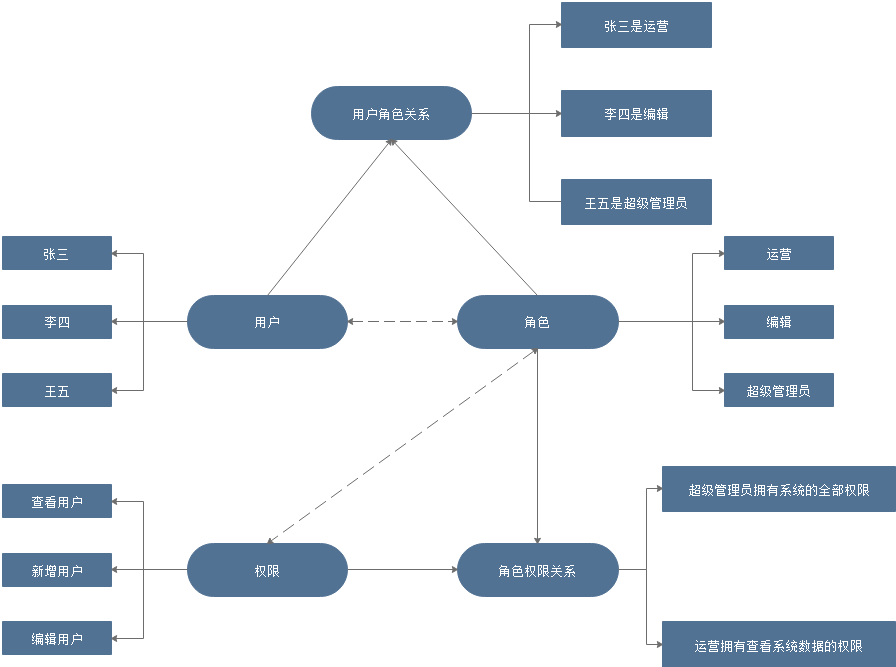 张三是运营
用户角色关系
李四是编辑
王五是超级管理员
张三
运营
李四
用户
角色
编辑
王五
超级管理员
查看用户
超级管理员拥有系统的全部权限
新增用户
权限
角色权限关系
编辑用户
运营拥有查看系统数据的权限